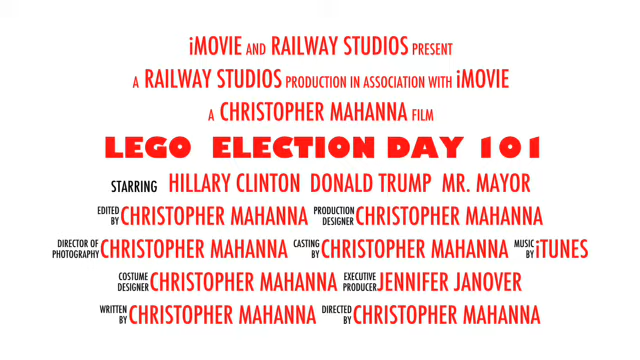 iMOVIE AND RAILWAY STUDIOS PRESENT
A RAILWAY STUDIOS PRODUCTION IN ASSOCIATION WITH iMOVIE
A CHRISTOPHER MAHANNA FILM
LEGO ELECTION DAY 101
STARRING HILLARY CLINTON DONALD TRUMP MR. MAYOR
EDITED BY CHRISTOPHER MAHANNA PRODUCTION DESIGNER CHRISTOPHER MAHANNA
DIRECTOR OF PHOTOGRAPHY CHRISTOPHER MAHANNA CASTING BY CHRISTOPHER MAHANNA MUSIC BY iTUNES
COSTUME DESIGNER CHRISTOPHER MAHANNA EXECUTIVE PRODUCER JENNIFER JANOVER
WRITTEN BY CHRISTOPHER MAHANNA DIRECTED BY CHRISTOPHER MAHANNA